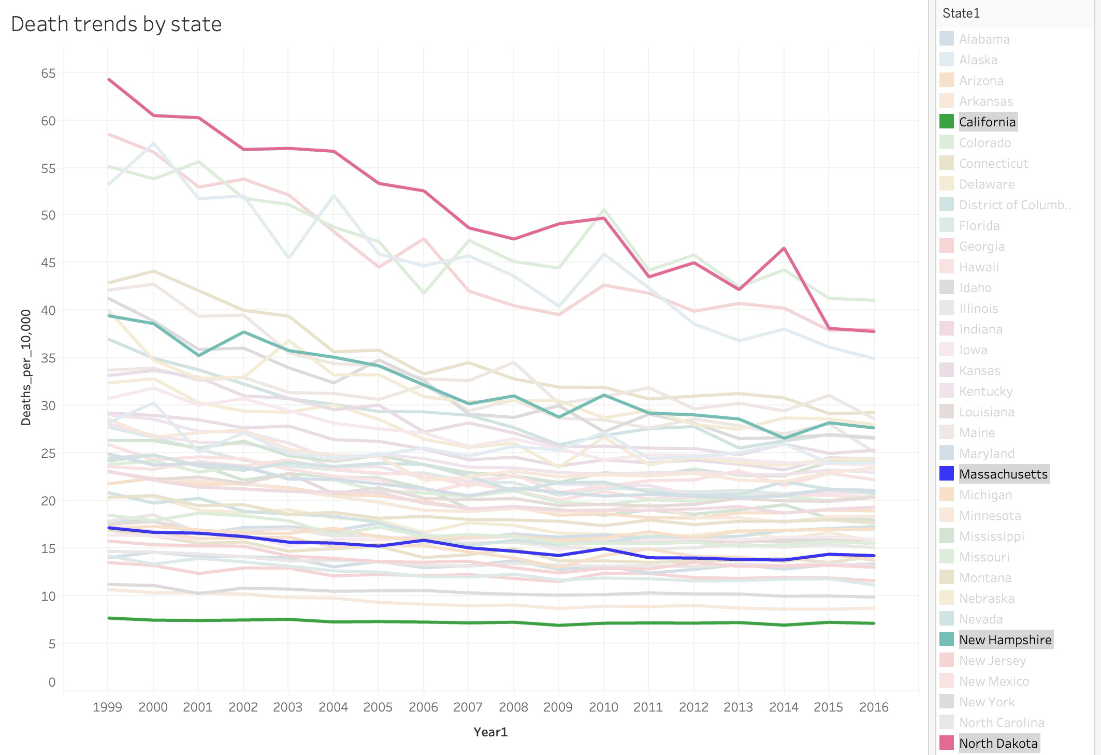 Death trends by state
State1
Alabama
Alaska
Arizona
Arkansas
California
Colorado
Connecticut
Delaware
District of Columb..
Florida
Georgia
Hawaii
Idaho
Illinois
Indiana
Iowa
Kansas
Kentucky
Louisiana
Maine
Maryland
Massachusetts
Michigan
Minnesota
Mississippi
Missouri
Montana
Nebraska
Nevada
New Hampshire
New Jersey
New Mexico
New York
North Carolina
North Dakota
Deaths_per_10,000
65
60
55
50
45
40
35
30
25
20
15
10
5
0
1999 2000 2001 2002 2003 2004 2005 2006 2007 2008 2009 2010 2011 2012 2013 2014 2015 2016
Year1